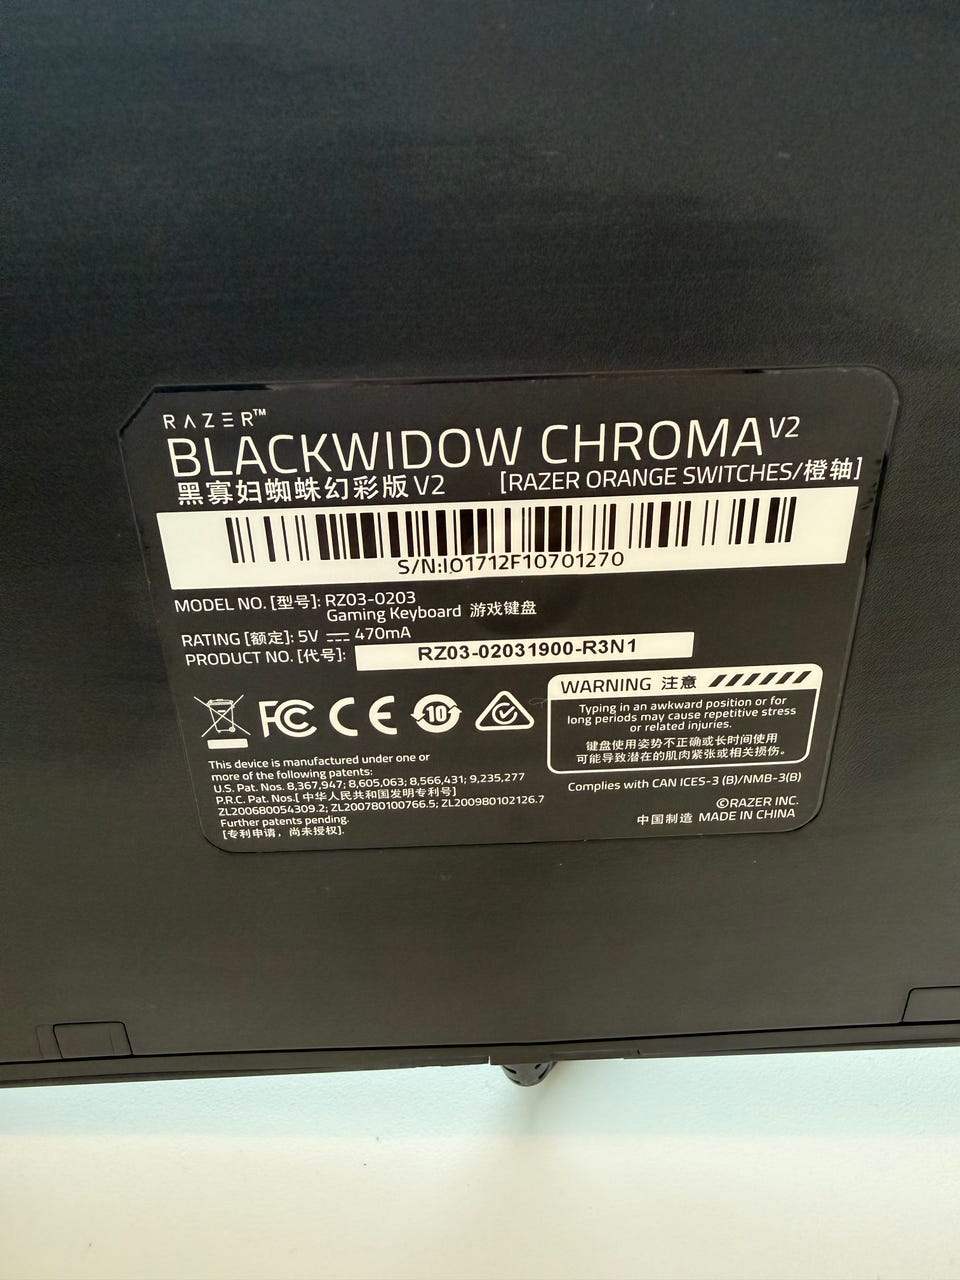 RAZER™
BLACKWIDOW CHROMA V2
黑寡妇蜘蛛幻彩版 V2 [RAZER ORANGE SWITCHES/橙轴]
S/N:IO1712F10701270
MODEL NO. [型号]: RZ03-0203
Gaming Keyboard 游戏键盘
RATING [额定]: 5V ⎓ 470mA
PRODUCT NO. [代号]: RZ03-02031900-R3N1
FC CE 10
WARNING 注意
Typing in an awkward position or for
long periods may cause repetitive stress
or related injuries.
键盘使用姿势不正确或长时间使用
可能导致潜在的肌肉紧张或相关损伤。
This device is manufactured under one or
more of the following patents:
U.S. Pat. Nos. 8,367,947; 8,605,063; 8,566,431; 9,235,277
P.R.C. Pat. Nos.[ 中华人民共和国发明专利号]
ZL200680054309.2; ZL200780100766.5; ZL200980102126.7
Further patents pending.
[专利申请，尚未授权].
Complies with CAN ICES-3 (B)/NMB-3(B)
©RAZER INC.
中国制造 MADE IN CHINA